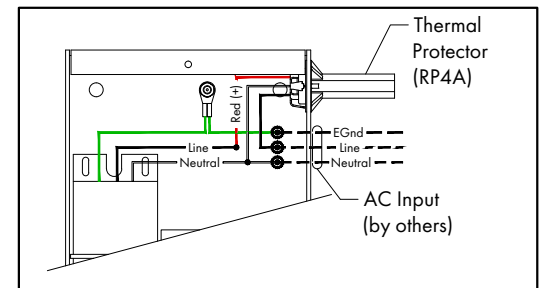 Thermal
Protector
(RP4A)
Red (+)
EGnd
Line
Line
Neutral
Neutral
AC Input
(by others)